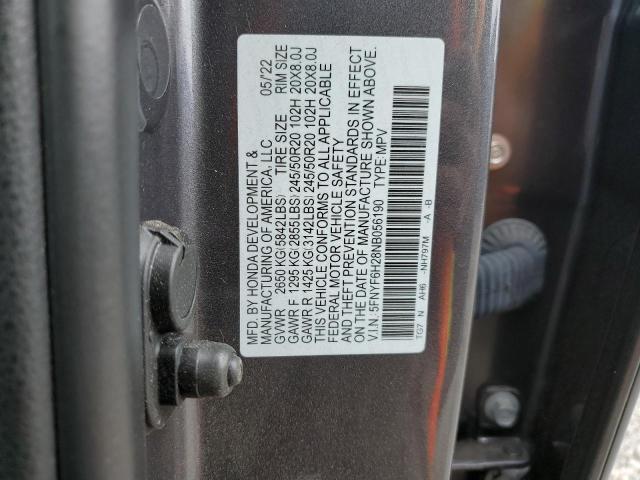 MFD. BY HONDA DEVELOPMENT &
MANUFACTURING OF AMERICA, LLC 05/22
GVWR 2650 KG(5842LBS) TIRE SIZE RIM SIZE
GAWR F 1295 KG(2855LBS)245/50R20 102H 20X8.0J
GAWR R 1425 KG(3142LBS)245/50R20 102H 20X8.0J
THIS VEHICLE CONFORMS TO ALL APPLICABLE
FEDERAL MOTOR VEHICLE SAFETY
AND THEFT PREVENTION STANDARDS IN EFFECT
ON THE DATE OF MANUFACTURE SHOWN ABOVE.
V.I.N.: 5FNYF6H28NB056190 TYPE:MPV
TG7 N AH6 -NH797M -A -B